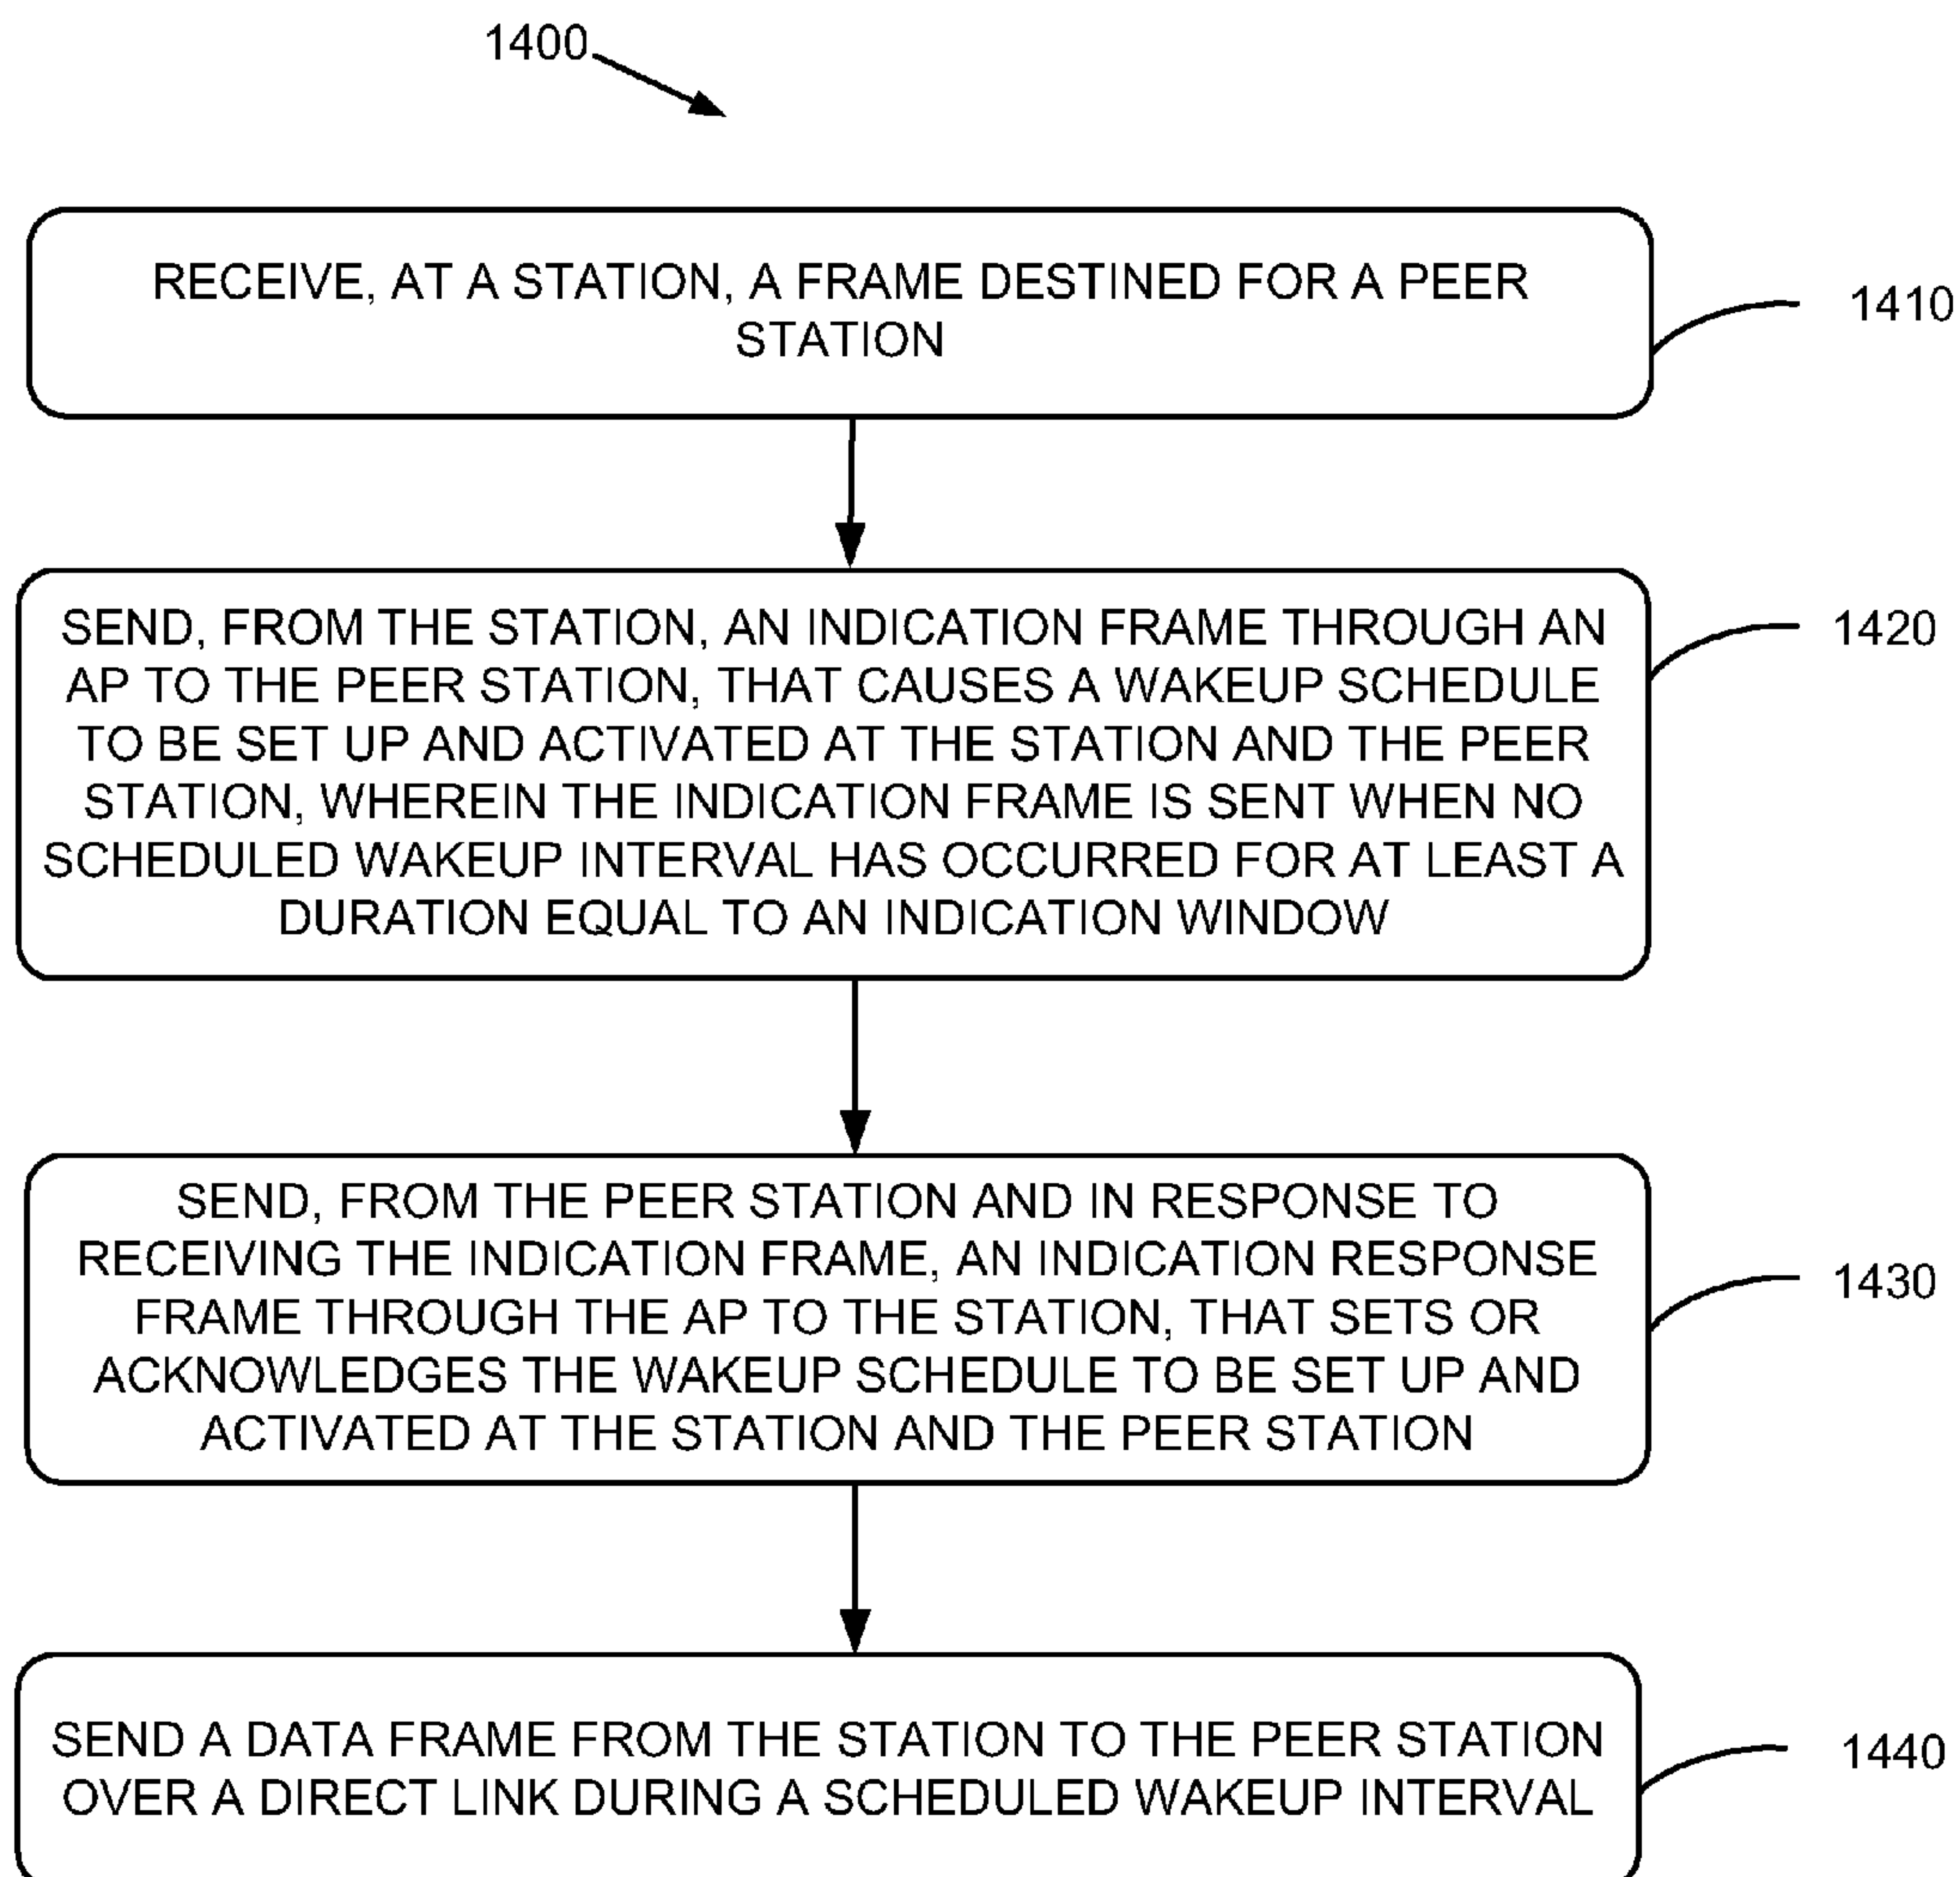 1400
RECEIVE, AT A STATION, A FRAME DESTINED FOR A PEER
STATION
1410
SEND, FROM THE STATION, AN INDICATION FRAME THROUGH AN
AP TO THE PEER STATION, THAT CAUSES A WAKEUP SCHEDULE
TO BE SET UP AND ACTIVATED AT THE STATION AND THE PEER
STATION, WHEREIN THE INDICATION FRAME IS SENT WHEN NO
SCHEDULED WAKEUP INTERVAL HAS OCCURRED FOR AT LEAST A
DURATION EQUAL TO AN INDICATION WINDOW
1420
SEND, FROM THE PEER STATION AND IN RESPONSE TO
RECEIVING THE INDICATION FRAME, AN INDICATION RESPONSE
FRAME THROUGH THE AP TO THE STATION, THAT SETS OR
ACKNOWLEDGES THE WAKEUP SCHEDULE TO BE SET UP AND
ACTIVATED AT THE STATION AND THE PEER STATION
1430
SEND A DATA FRAME FROM THE STATION TO THE PEER STATION
OVER A DIRECT LINK DURING A SCHEDULED WAKEUP INTERVAL
1440